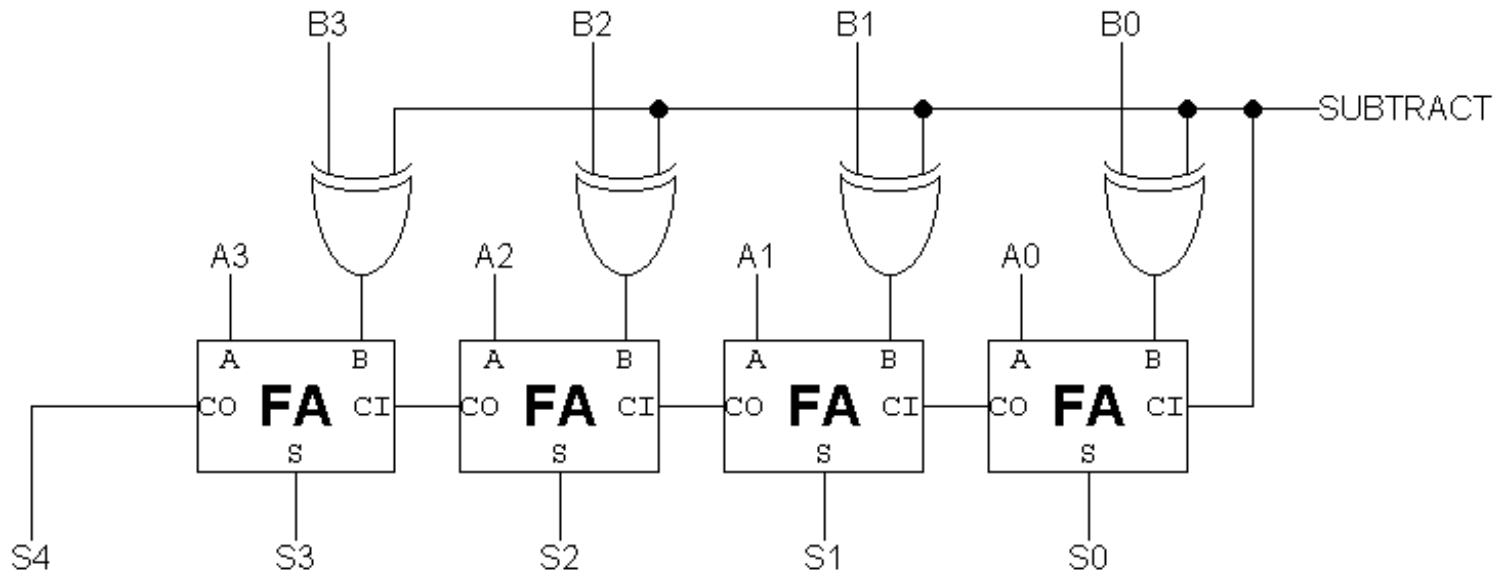 B3 B2 B1 B0
SUBTRACT
A3 A2 A1 A0
A B A B A B A B
CO FA CI CO FA CI CO FA CI CO FA CI
S S S S
S4 S3 S2 S1 S0